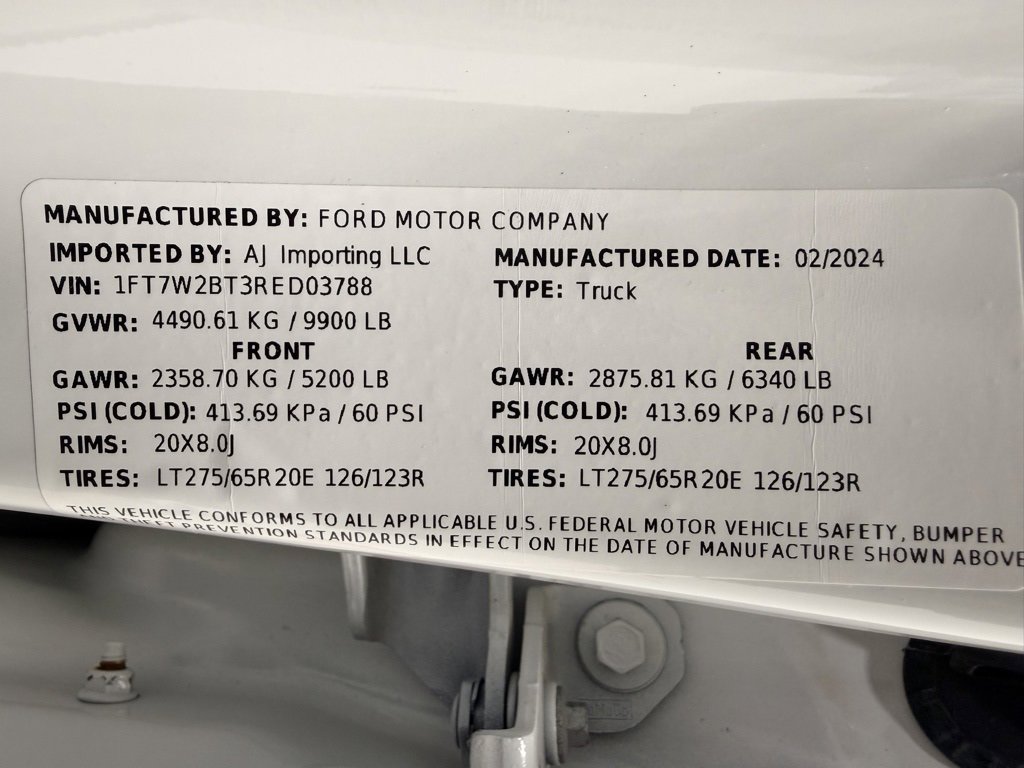 MANUFACTURED BY: FORD MOTOR COMPANY
IMPORTED BY: AJ Importing LLC MANUFACTURED DATE: 02/2024
VIN: 1FT7W2BT3RED03788 TYPE: Truck
GVWR: 4490.61 KG / 9900 LB
FRONT REAR
GAWR: 2358.70 KG / 5200 LB GAWR: 2875.81 KG / 6340 LB
PSI (COLD): 413.69 KPa / 60 PSI PSI (COLD): 413.69 KPa / 60 PSI
RIMS: 20X8.0J RIMS: 20X8.0J
TIRES: LT275/65R20E 126/123R TIRES: LT275/65R20E 126/123R
THIS VEHICLE CONFORMS TO ALL APPLICABLE U.S. FEDERAL MOTOR VEHICLE SAFETY, BUMPER
THEFT PREVENTION STANDARDS IN EFFECT ON THE DATE OF MANUFACTURE SHOWN ABOVE